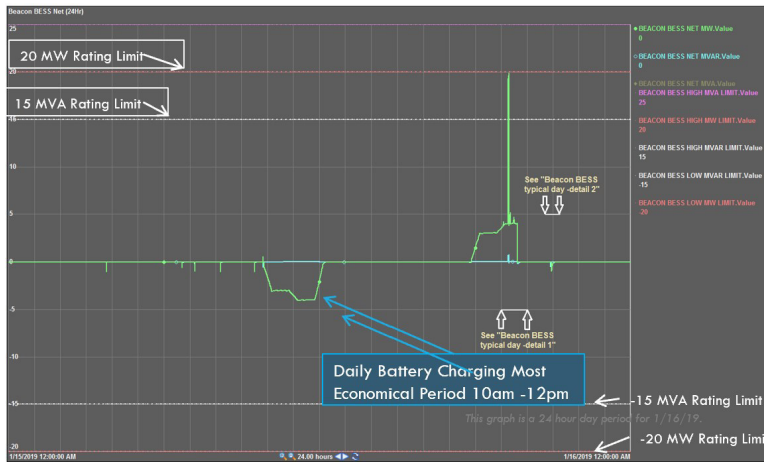 Beacon BESS Net (24Hr)
25
20 MW Rating Limit
20
15 MVA Rating Limit
15
10
5
0
-5
-10
-15
-20
BEACON BESS NET MW.Value
0
BEACON BESS NET MVAR.Value
0
BEACON BESS NET MVA.Value
BEACON BESS HIGH MVA LIMIT.Value
25
BEACON BESS HIGH MW LIMIT.Value
20
BEACON BESS HIGH MVAR LIMIT.Value
15
BEACON BESS LOW MVAR LIMIT.Value
-15
BEACON BESS LOW MW LIMIT.Value
-20
See "Beacon BESS
typical day -detail 2"
See "Beacon BESS
typical day -detail 1"
Daily Battery Charging Most
Economical Period 10am -12pm
-15 MVA Rating Limit
This graph is a 24 hour day period for 1/16/19.
-20 MW Rating Limi
1/15/2019 12:00:00 AM
24.00 hours
1/16/2019 12:00:00 AM